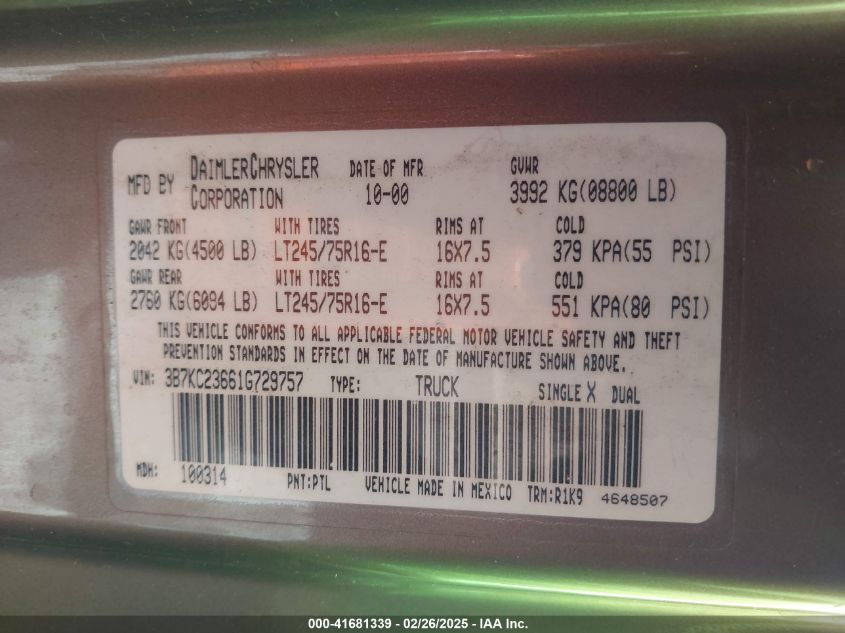 MFD BY DAIMLERCHRYSLER CORPORATION DATE OF MFR 10-00 GVWR 3992 KG(08800 LB)
GAWR FRONT WITH TIRES RIMS AT COLD
2042 KG(4500 LB) LT245/75R16-E 16X7.5 379 KPA(55 PSI)
GAWR REAR WITH TIRES RIMS AT COLD
2760 KG(6094 LB) LT245/75R16-E 16X7.5 551 KPA(80 PSI)
THIS VEHICLE CONFORMS TO ALL APPLICABLE FEDERAL MOTOR VEHICLE SAFETY AND THEFT
PREVENTION STANDARDS IN EFFECT ON THE DATE OF MANUFACTURE SHOWN ABOVE.
VIN: 3B7KC23661G729757 TYPE: TRUCK SINGLE X DUAL
MDH: 100314 PNT:PTL VEHICLE MADE IN MEXICO TRM:R1K9 4648507
000-41681339 - 02/26/2025 - IAA Inc.